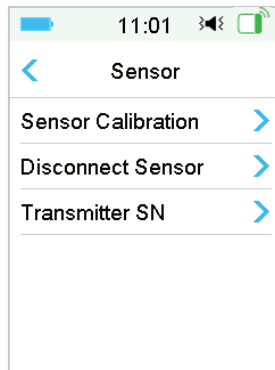 11:01
Sensor
Sensor Calibration
Disconnect Sensor
Transmitter SN